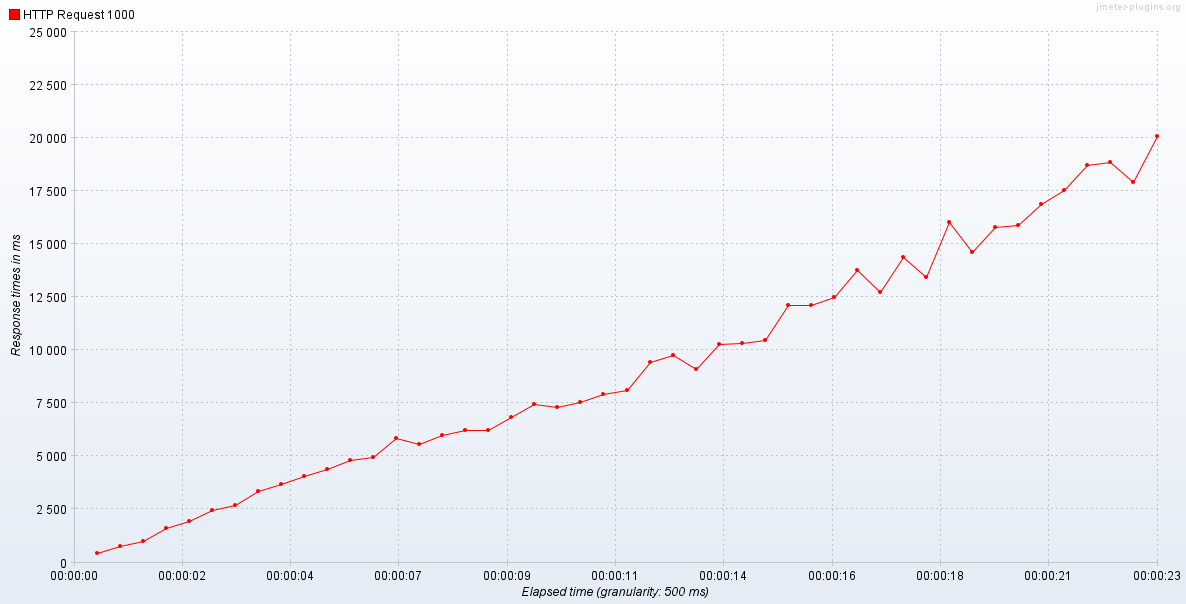 jmeter-plugins.org
HTTP Request 1000
25 000
22 500
20 000
17 500
15 000
12 500
10 000
7 500
5 000
2 500
0
Response times in ms
00:00:00 00:00:02 00:00:04 00:00:07 00:00:09 00:00:11 00:00:14 00:00:16 00:00:18 00:00:21 00:00:23
Elapsed time (granularity: 500 ms)